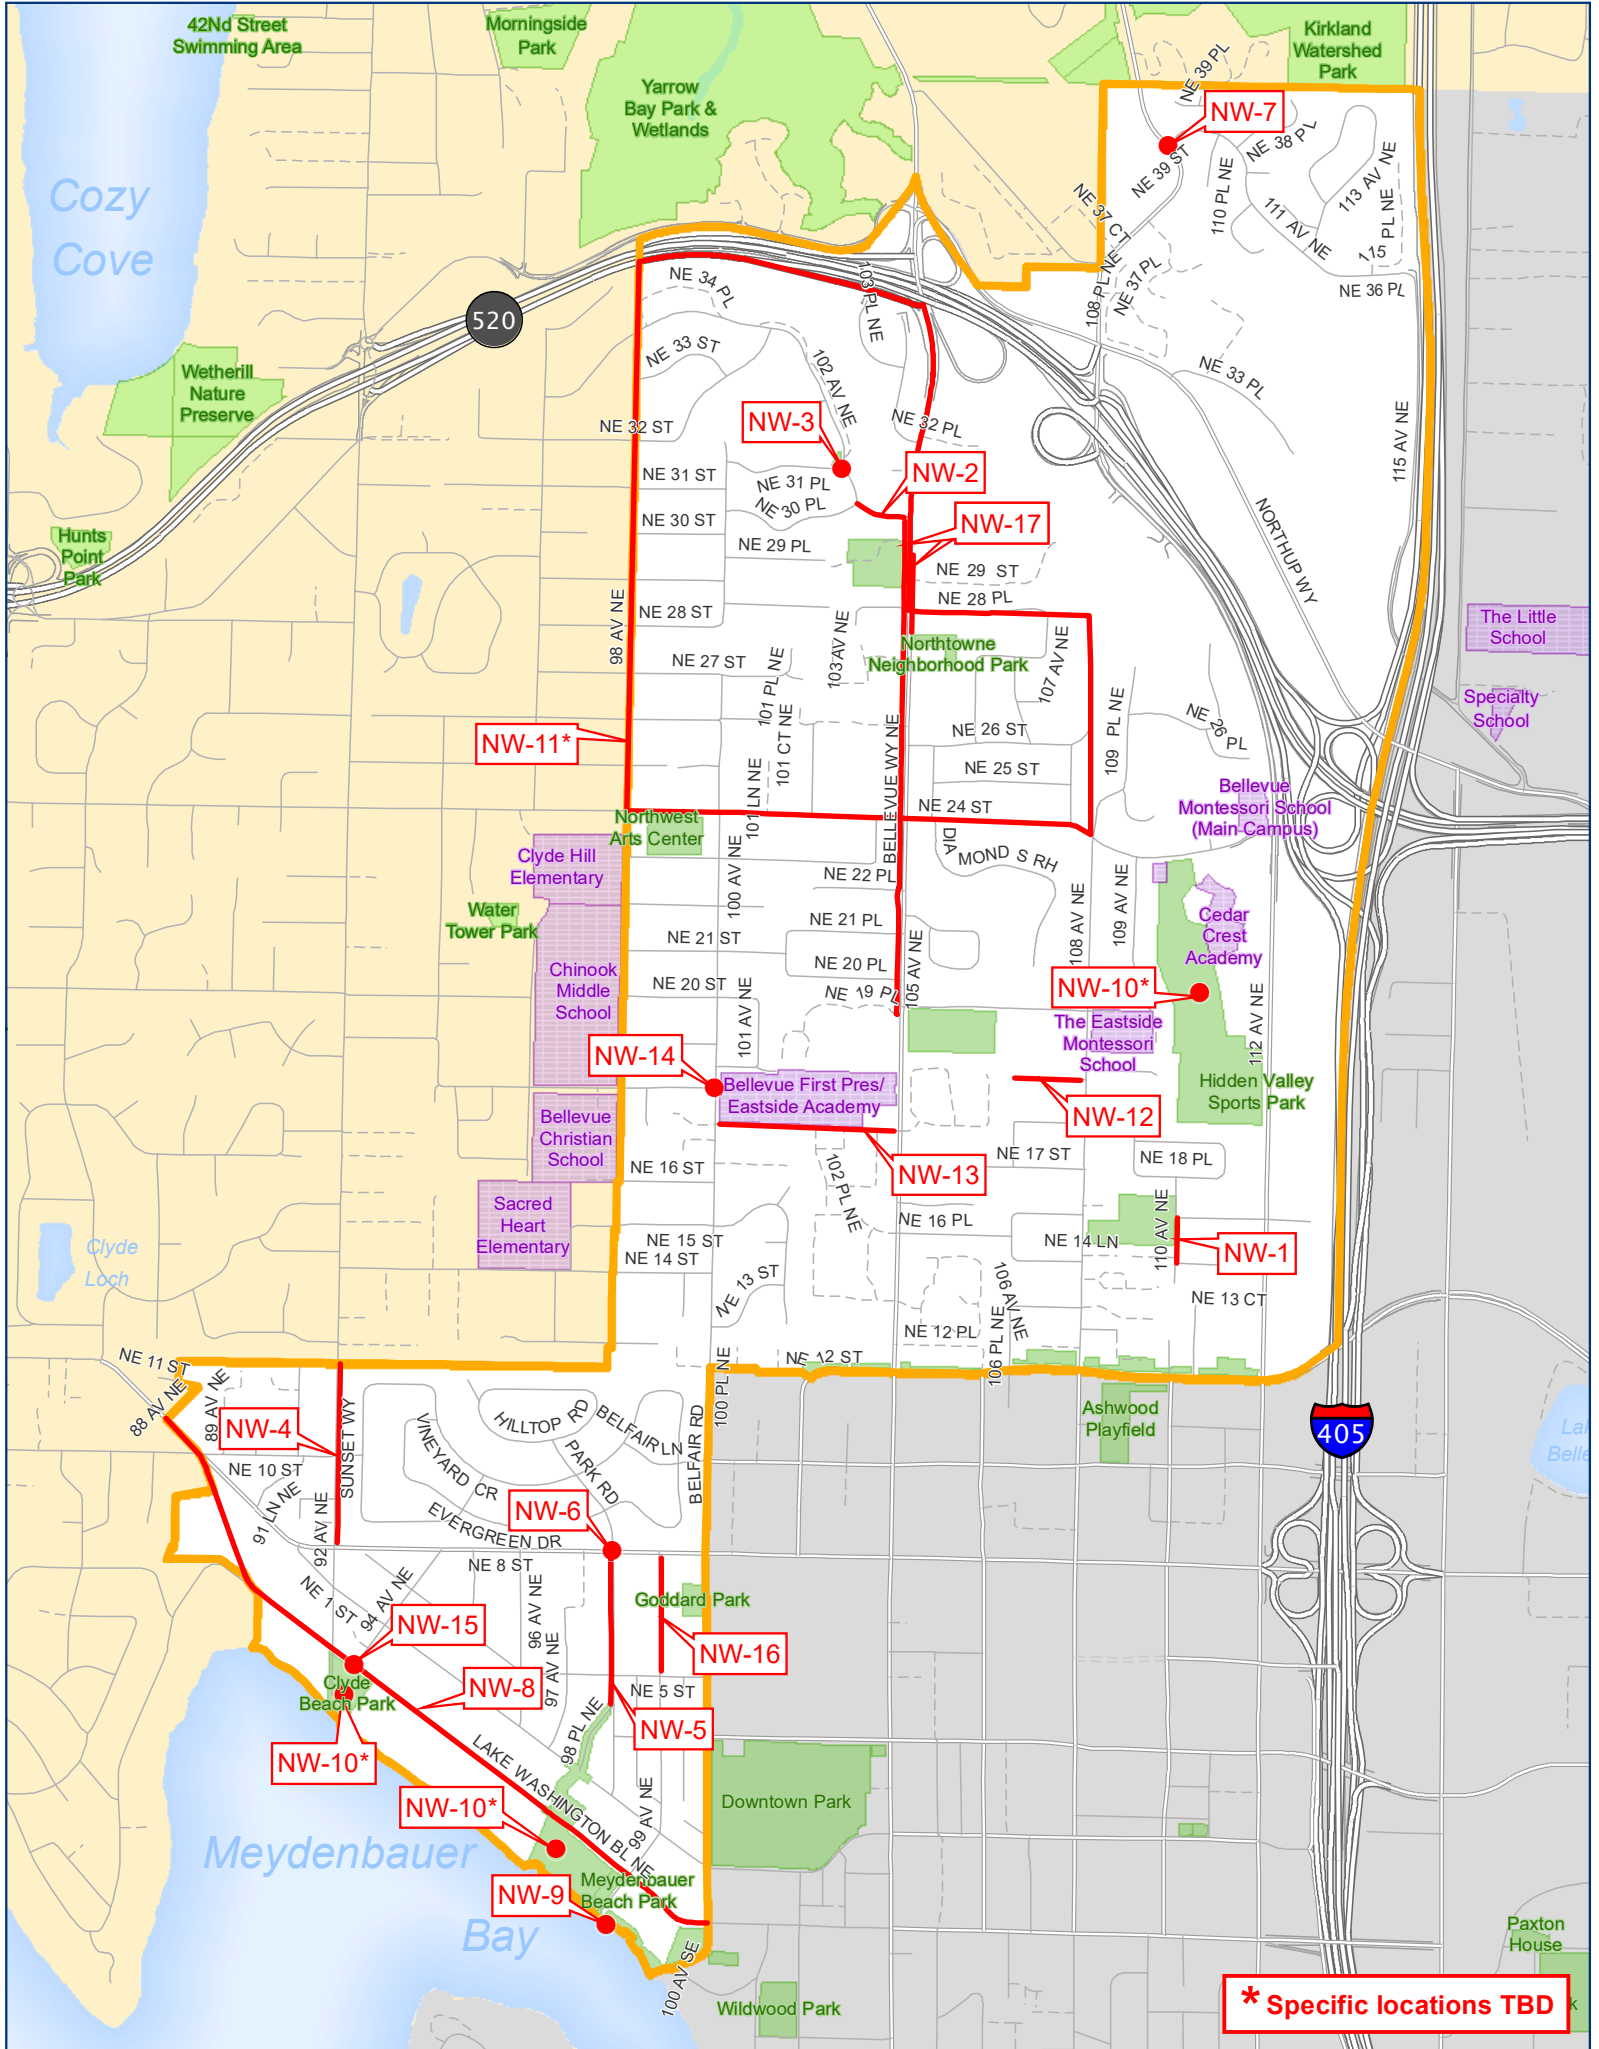 42Nd Street
Swimming Area
Morningside
Park
Yarrow
Bay Park &
Wetlands
Kirkland
Watershed
Park
NE 39 PL
NW-7
NE 38 PL
NE 39 ST
113 AV NE
110 PL NE
111 AV NE
PL NE
115
NE 36 PL
NE 37 CT
108 PL NE
NE 37 PL
Cozy
Cove
520
NE 34 PL
103 PL NE
NE 33 ST
102 AV NE
NE 33 PL
Wetherill
Nature
Preserve
NE 32 ST
NW-3
NE 32 PL
115 AV NE
NE 31 ST
NE 31 PL
NW-2
NE 30 PL
NE 30 ST
NW-17
NORTHUP WY
Hunts
Point
Park
NE 29 PL
NE 29 ST
NE 28 PL
98 AV NE
NE 28 ST
103 AV NE
The Little
School
Northtowne
Neighborhood Park
107 AV NE
NE 27 ST
101 PL NE
Specialty
School
101 CT NE
BELLEVUE WY NE
NE 26 ST
109 PL NE
NE 26 PL
NW-11*
101 LN NE
NE 25 ST
Bellevue
Montessori School
(Main Campus)
NE 24 ST
Northwest
Arts Center
DIA
MOND S RH
Clyde Hill
Elementary
100 AV NE
NE 22 PL
108 AV NE
109 AV NE
Water
Tower Park
NE 21 PL
Cedar
Crest
Academy
NE 21 ST
Chinook
Middle
School
NE 20 PL
105 AV NE
NE 20 ST
NE 19 PL
NW-10*
101 AV NE
The Eastside
Montessori
School
112 AV NE
NW-14
Bellevue First Pres/
Eastside Academy
Hidden Valley
Sports Park
NW-12
Bellevue
Christian
School
NE 16 ST
NE 17 ST
NE 18 PL
NW-13
102 PL NE
Sacred
Heart
Elementary
NE 16 PL
110 AV NE
NE 15 ST
NE 14 ST
NE 14 LN
NW-1
Clyde
Loch
NE 13 ST
106 AV NE
NE 13 CT
NE 12 PL
106 PL NE
NE 11 ST
NE 12 ST
100 PL NE
88 AV NE
89 AV NE
NW-4
SUNSET WY
HILLTOP RD
BELFAIR LN
BELFAIR RD
Ashwood
Playfield
405
VINEYARD CR
PARK RD
NE 10 ST
91 LN NE
92 AV NE
EVERGREEN DR
NW-6
NE 8 ST
NE 1 ST
94 AV NE
96 AV NE
Goddard Park
NW-15
97 AV NE
NW-16
Clyde
Beach Park
NW-8
NE 5 ST
NW-5
98 PL NE
NW-10*
LAKE WASHINGTON BL NE
NW-10*
99 AV NE
Downtown Park
Meydenbauer
Bay
Meydenbauer
Beach Park
NW-9
100 AV SE
Paxton
House
Wildwood Park
* Specific locations TBD